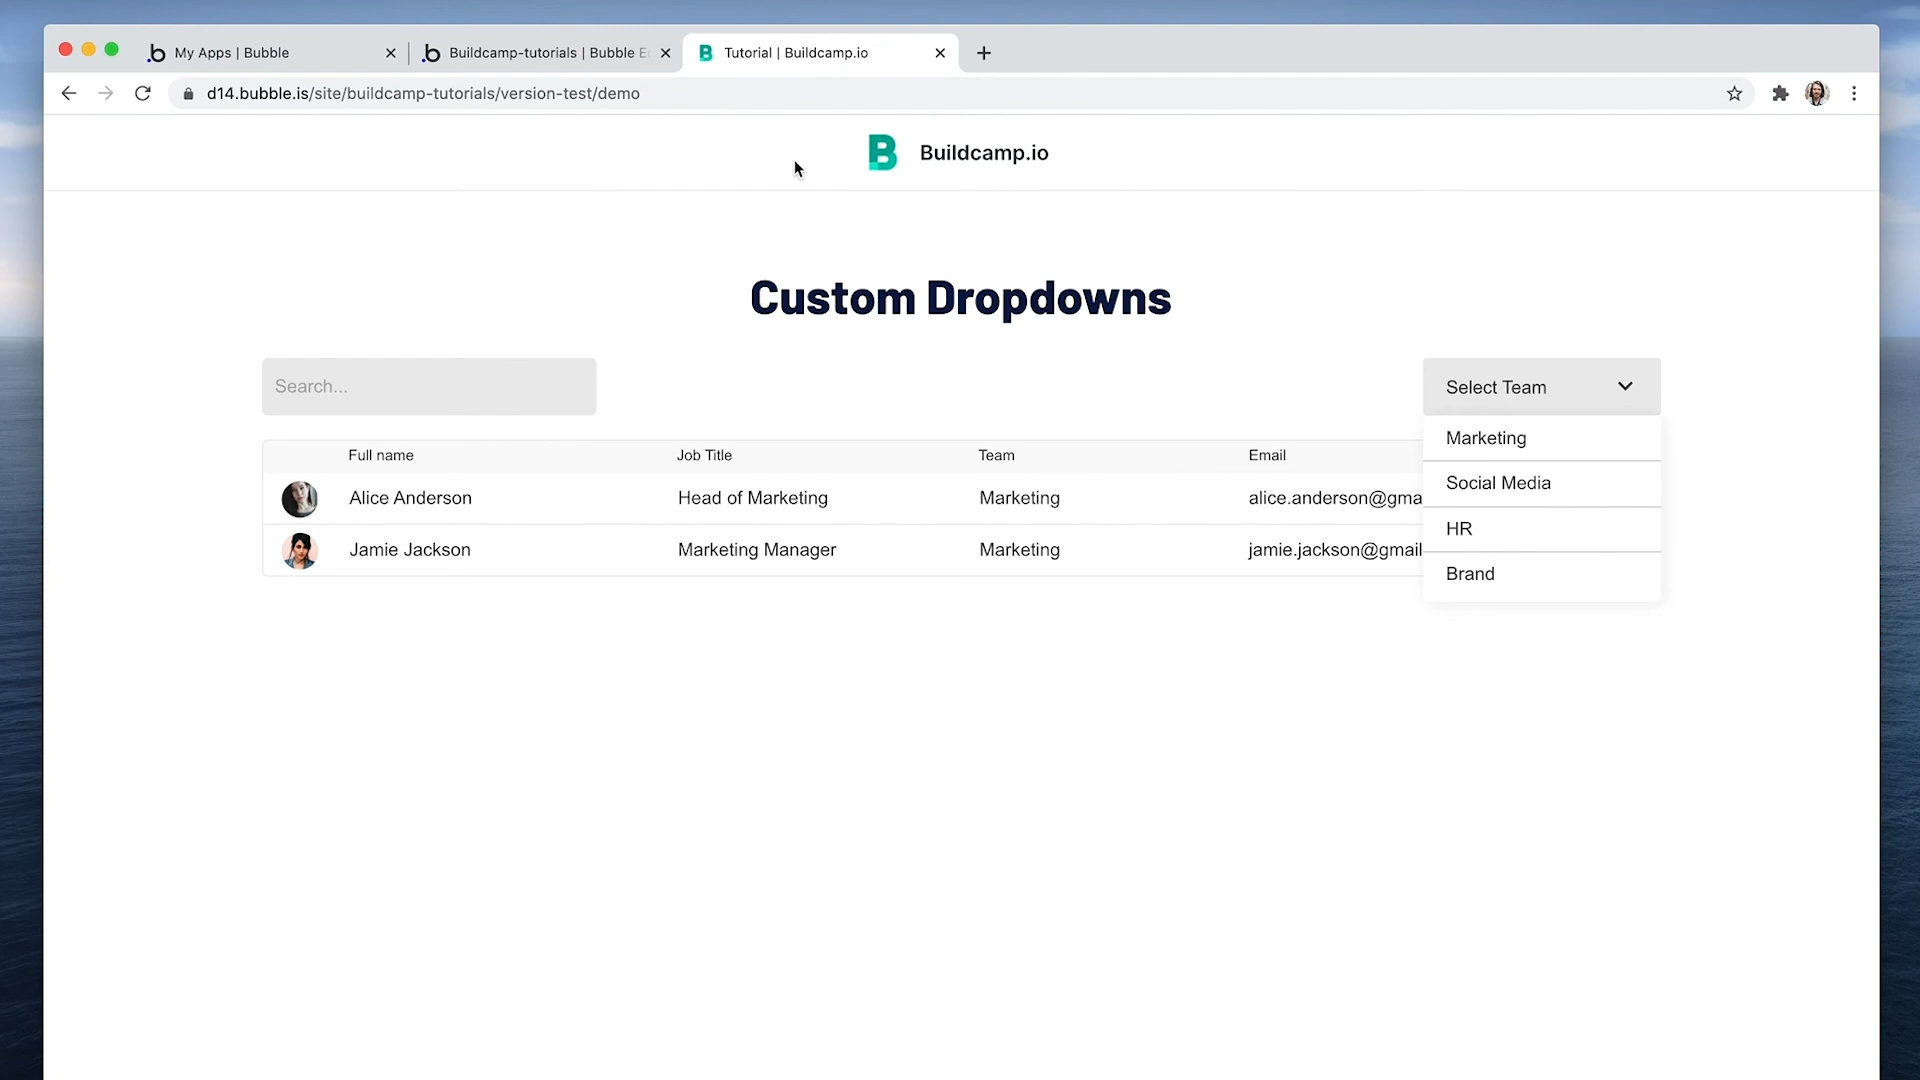 My Apps | Bubble
Buildcamp-tutorials | Bubble E
Tutorial | Buildcamp.io
d14.bubble.is/site/buildcamp-tutorials/version-test/demo
B Buildcamp.io
Custom Dropdowns
Search...
Select Team
Marketing
Social Media
HR
Brand
Full name Job Title Team Email
Alice Anderson Head of Marketing Marketing alice.anderson@gma
Jamie Jackson Marketing Manager Marketing jamie.jackson@gmail